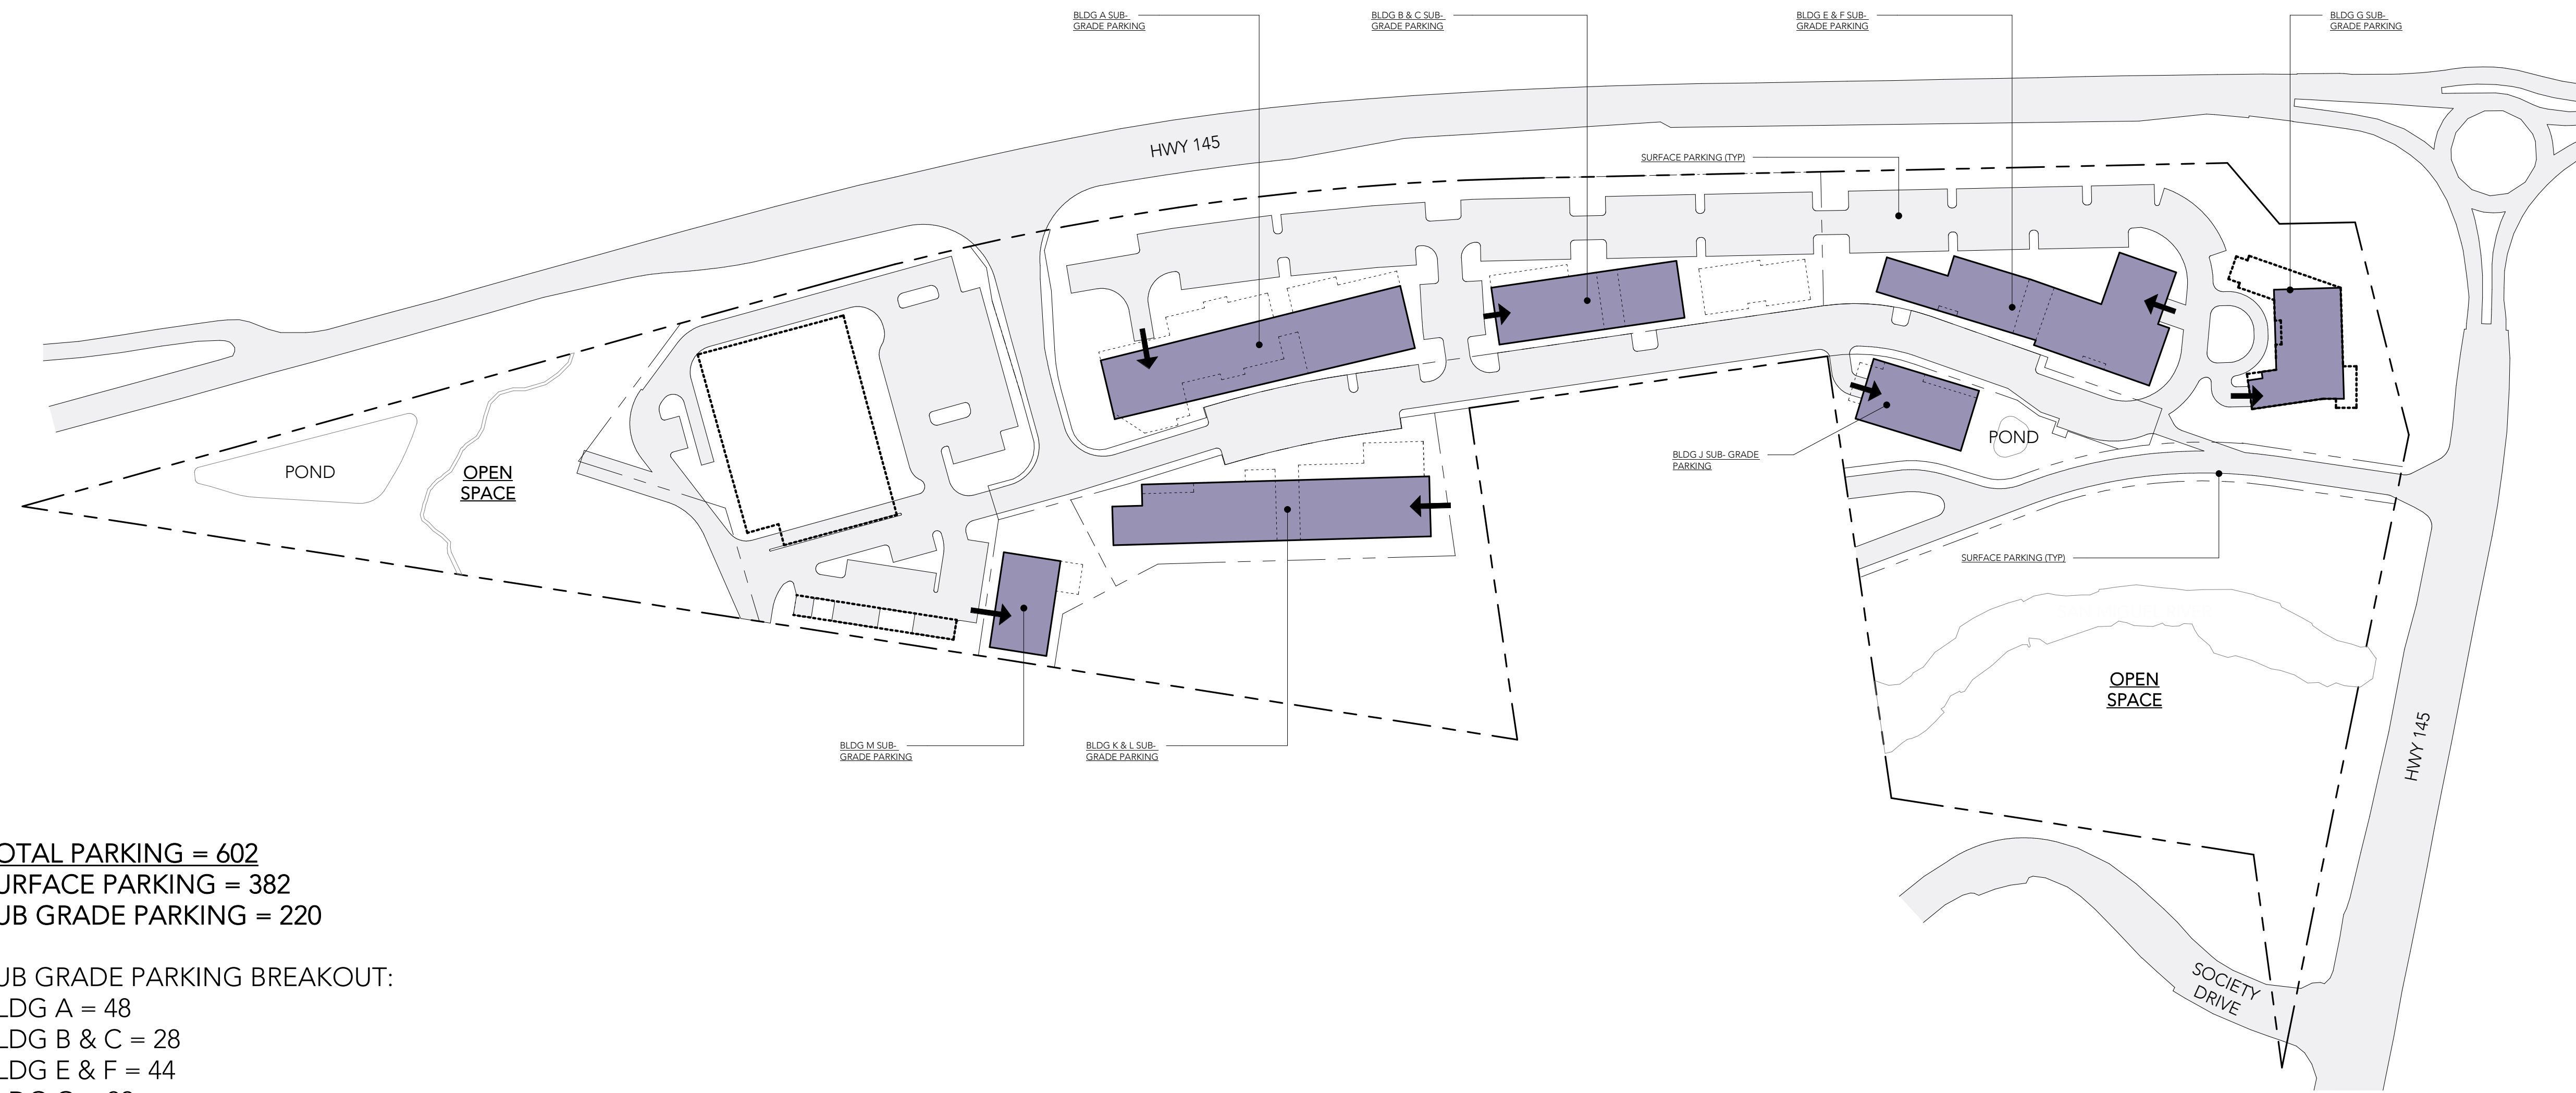 BLDG A SUB-
GRADE PARKING
BLDG B & C SUB-
GRADE PARKING
BLDG E & F SUB-
GRADE PARKING
BLDG G SUB-
GRADE PARKING
HWY 145
SURFACE PARKING (TYP)
POND
OPEN
SPACE
POND
BLDG J SUB- GRADE
PARKING
SURFACE PARKING (TYP)
OPEN
SPACE
HWY 145
BLDG M SUB-
GRADE PARKING
BLDG K & L SUB-
GRADE PARKING
SOCIETY
DRIVE
OTAL PARKING = 602
URFACE PARKING = 382
UB GRADE PARKING = 220
UB GRADE PARKING BREAKOUT:
LDG A = 48
LDG B & C = 28
LDG E & F = 44